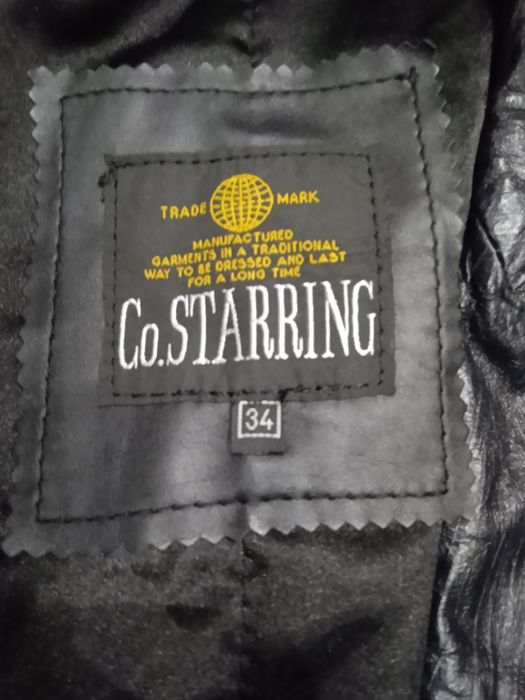 TRADE MARK
MANUFACTURED
GARMENTS IN A TRADITIONAL
WAY TO BE DRESSED AND LAST
FOR A LONG TIME
Co.STARRING
[34]